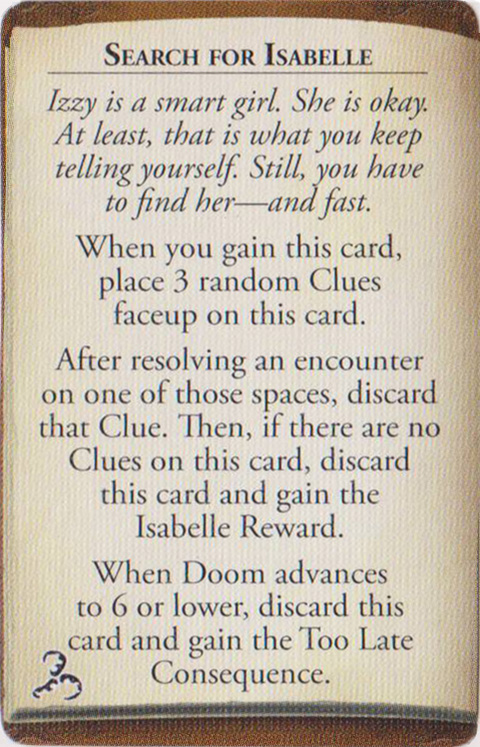 Search for Isabelle
Izzy is a smart girl. She is okay.
At least, that is what you keep
telling yourself. Still, you have
to find her—and fast.
When you gain this card,
place 3 random Clues
faceup on this card.
After resolving an encounter
on one of those spaces, discard
that Clue. Then, if there are no
Clues on this card, discard
this card and gain the
Isabelle Reward.
When Doom advances
to 6 or lower, discard this
card and gain the Too Late
Consequence.